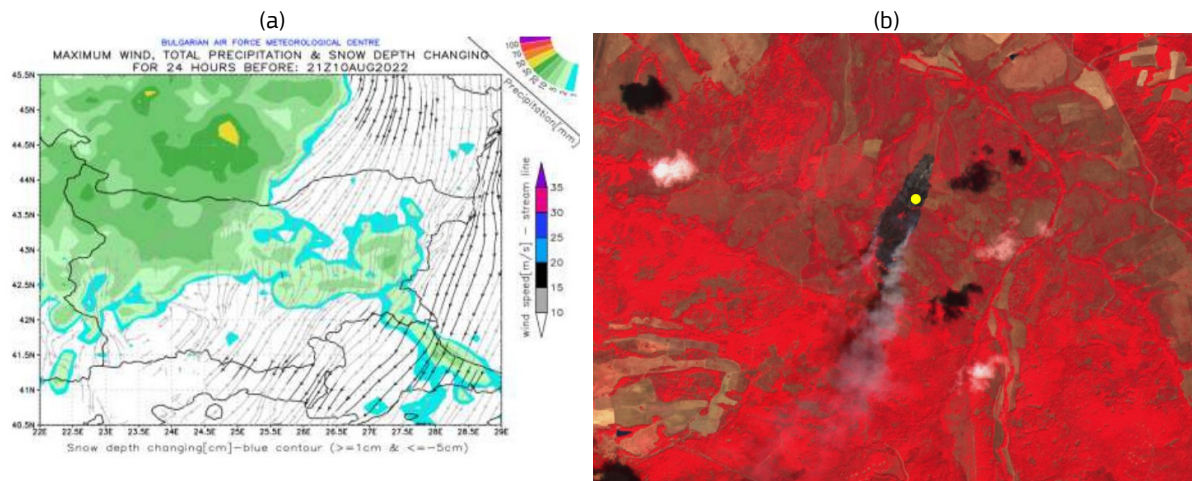 (a)
(b)
BULGARIAN AIR FORCE METEOROLOGICAL CENTRE
MAXIMUM WIND, TOTAL PRECIPITATION & SNOW DEPTH CHANGING
FOR 24 HOURS BEFORE: 21Z10AUG2022
100
70
Precipitation[mm]
45.5N
45N
44.5N
44N
43.5N
43N
42.5N
42N
41.5N
41N
40.5N
22E 22.5E 23E 23.5E 24E 24.5E 25E 25.5E 26E 26.5E 27E 27.5E 28E 28.5E 29E
wind speed[m/s] - stream line
35
30
25
20
15
10
Snow depth changing[cm]-blue contour (>=1cm & <=-5cm)